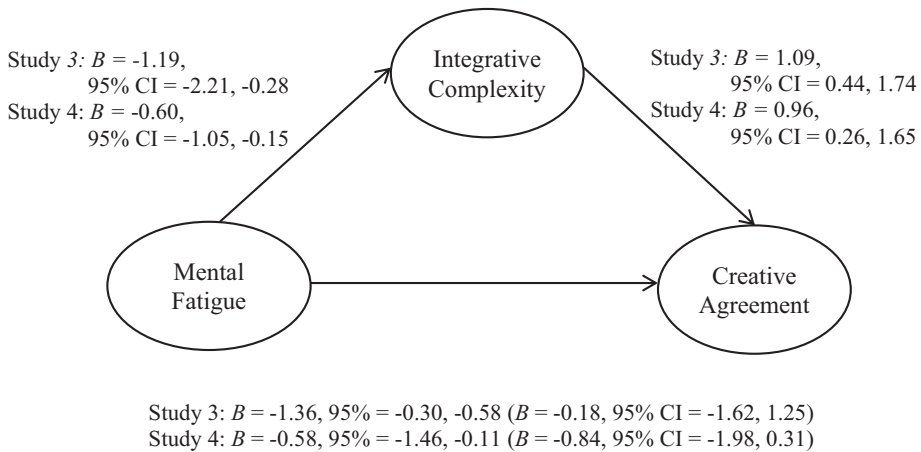 Study 3: B = -1.19,
95% CI = -2.21, -0.28
Study 4: B = -0.60,
95% CI = -1.05, -0.15
Integrative
Complexity
Study 3: B = 1.09,
95% CI = 0.44, 1.74
Study 4: B = 0.96,
95% CI = 0.26, 1.65
Mental
Fatigue
Creative
Agreement
Study 3: B = -1.36, 95% = -0.30, -0.58 (B = -0.18, 95% CI = -1.62, 1.25)
Study 4: B = -0.58, 95% = -1.46, -0.11 (B = -0.84, 95% CI = -1.98, 0.31)